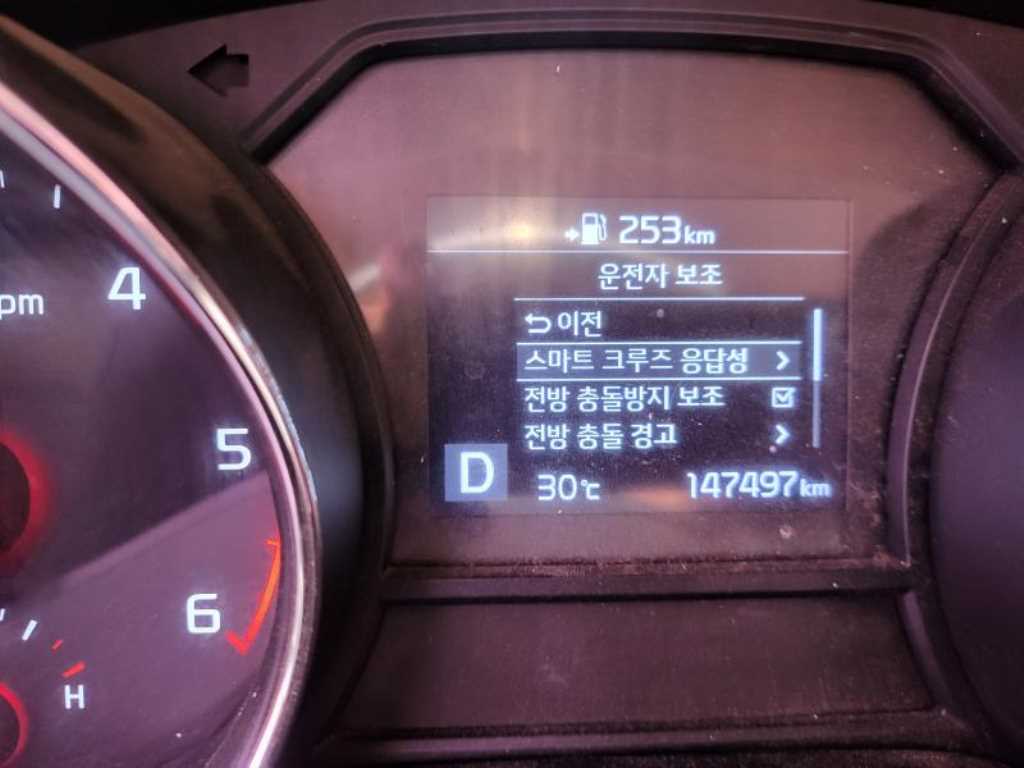 253km
운전자 보조
이전
스마트 크루즈 응답성
전방 충돌방지 보조
전방 충돌 경고
D
30℃
147497km
4
pm
5
6
H